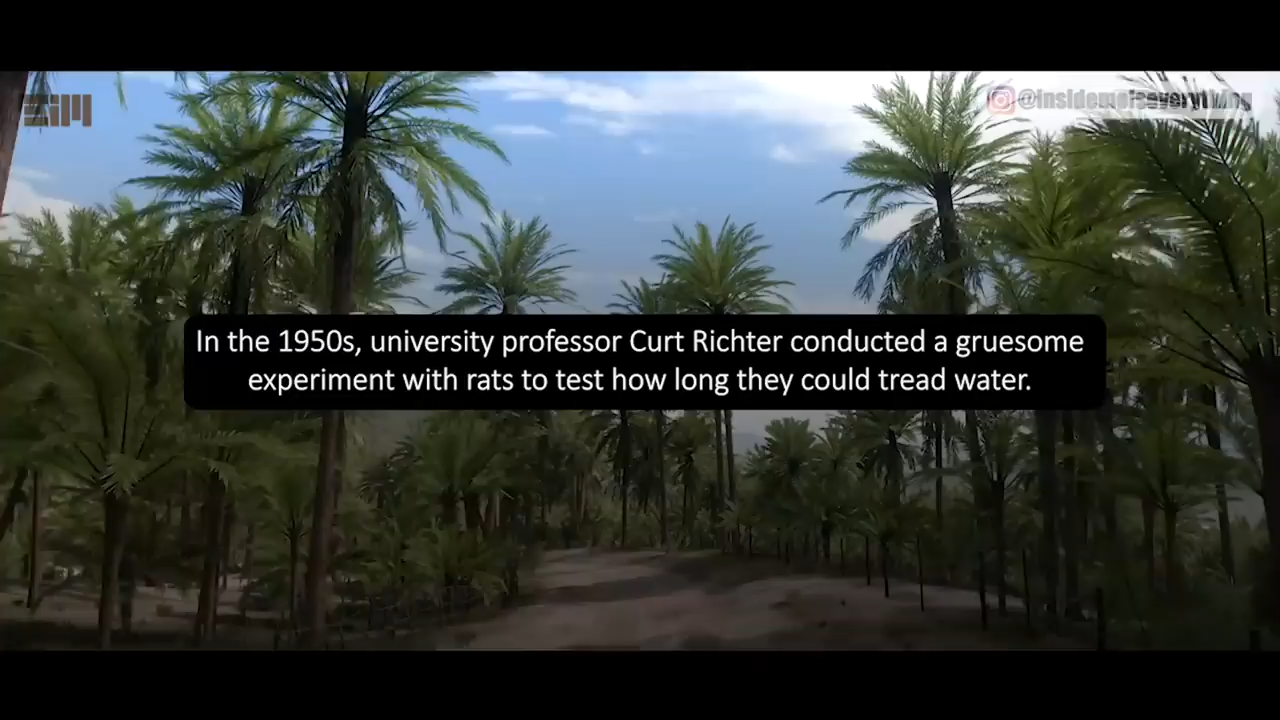 @insidemeiseverything
In the 1950s, university professor Curt Richter conducted a gruesome
experiment with rats to test how long they could tread water.